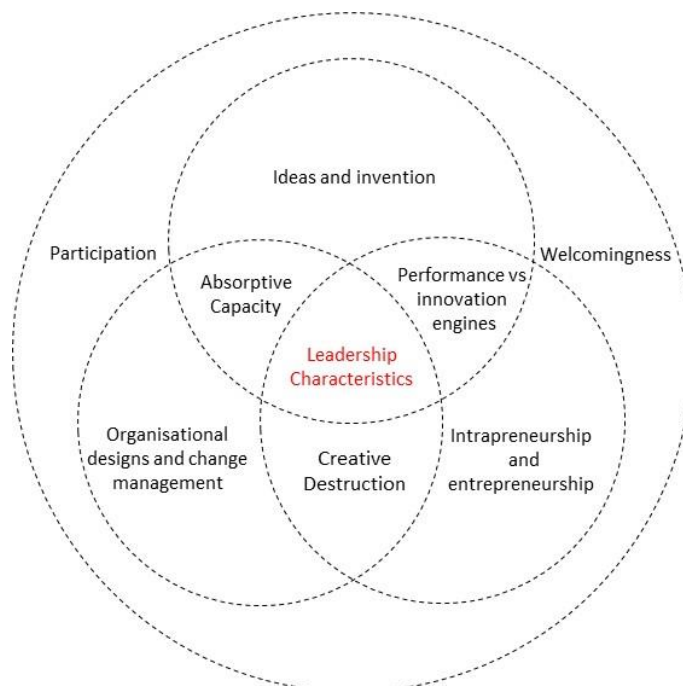 Ideas and invention
Participation
Welcomingness
Absorptive
Capacity
Performance vs
innovation
engines
Leadership
Characteristics
Organisational
designs and change
management
Creative
Destruction
Intrapreneurship
and
entrepreneurship